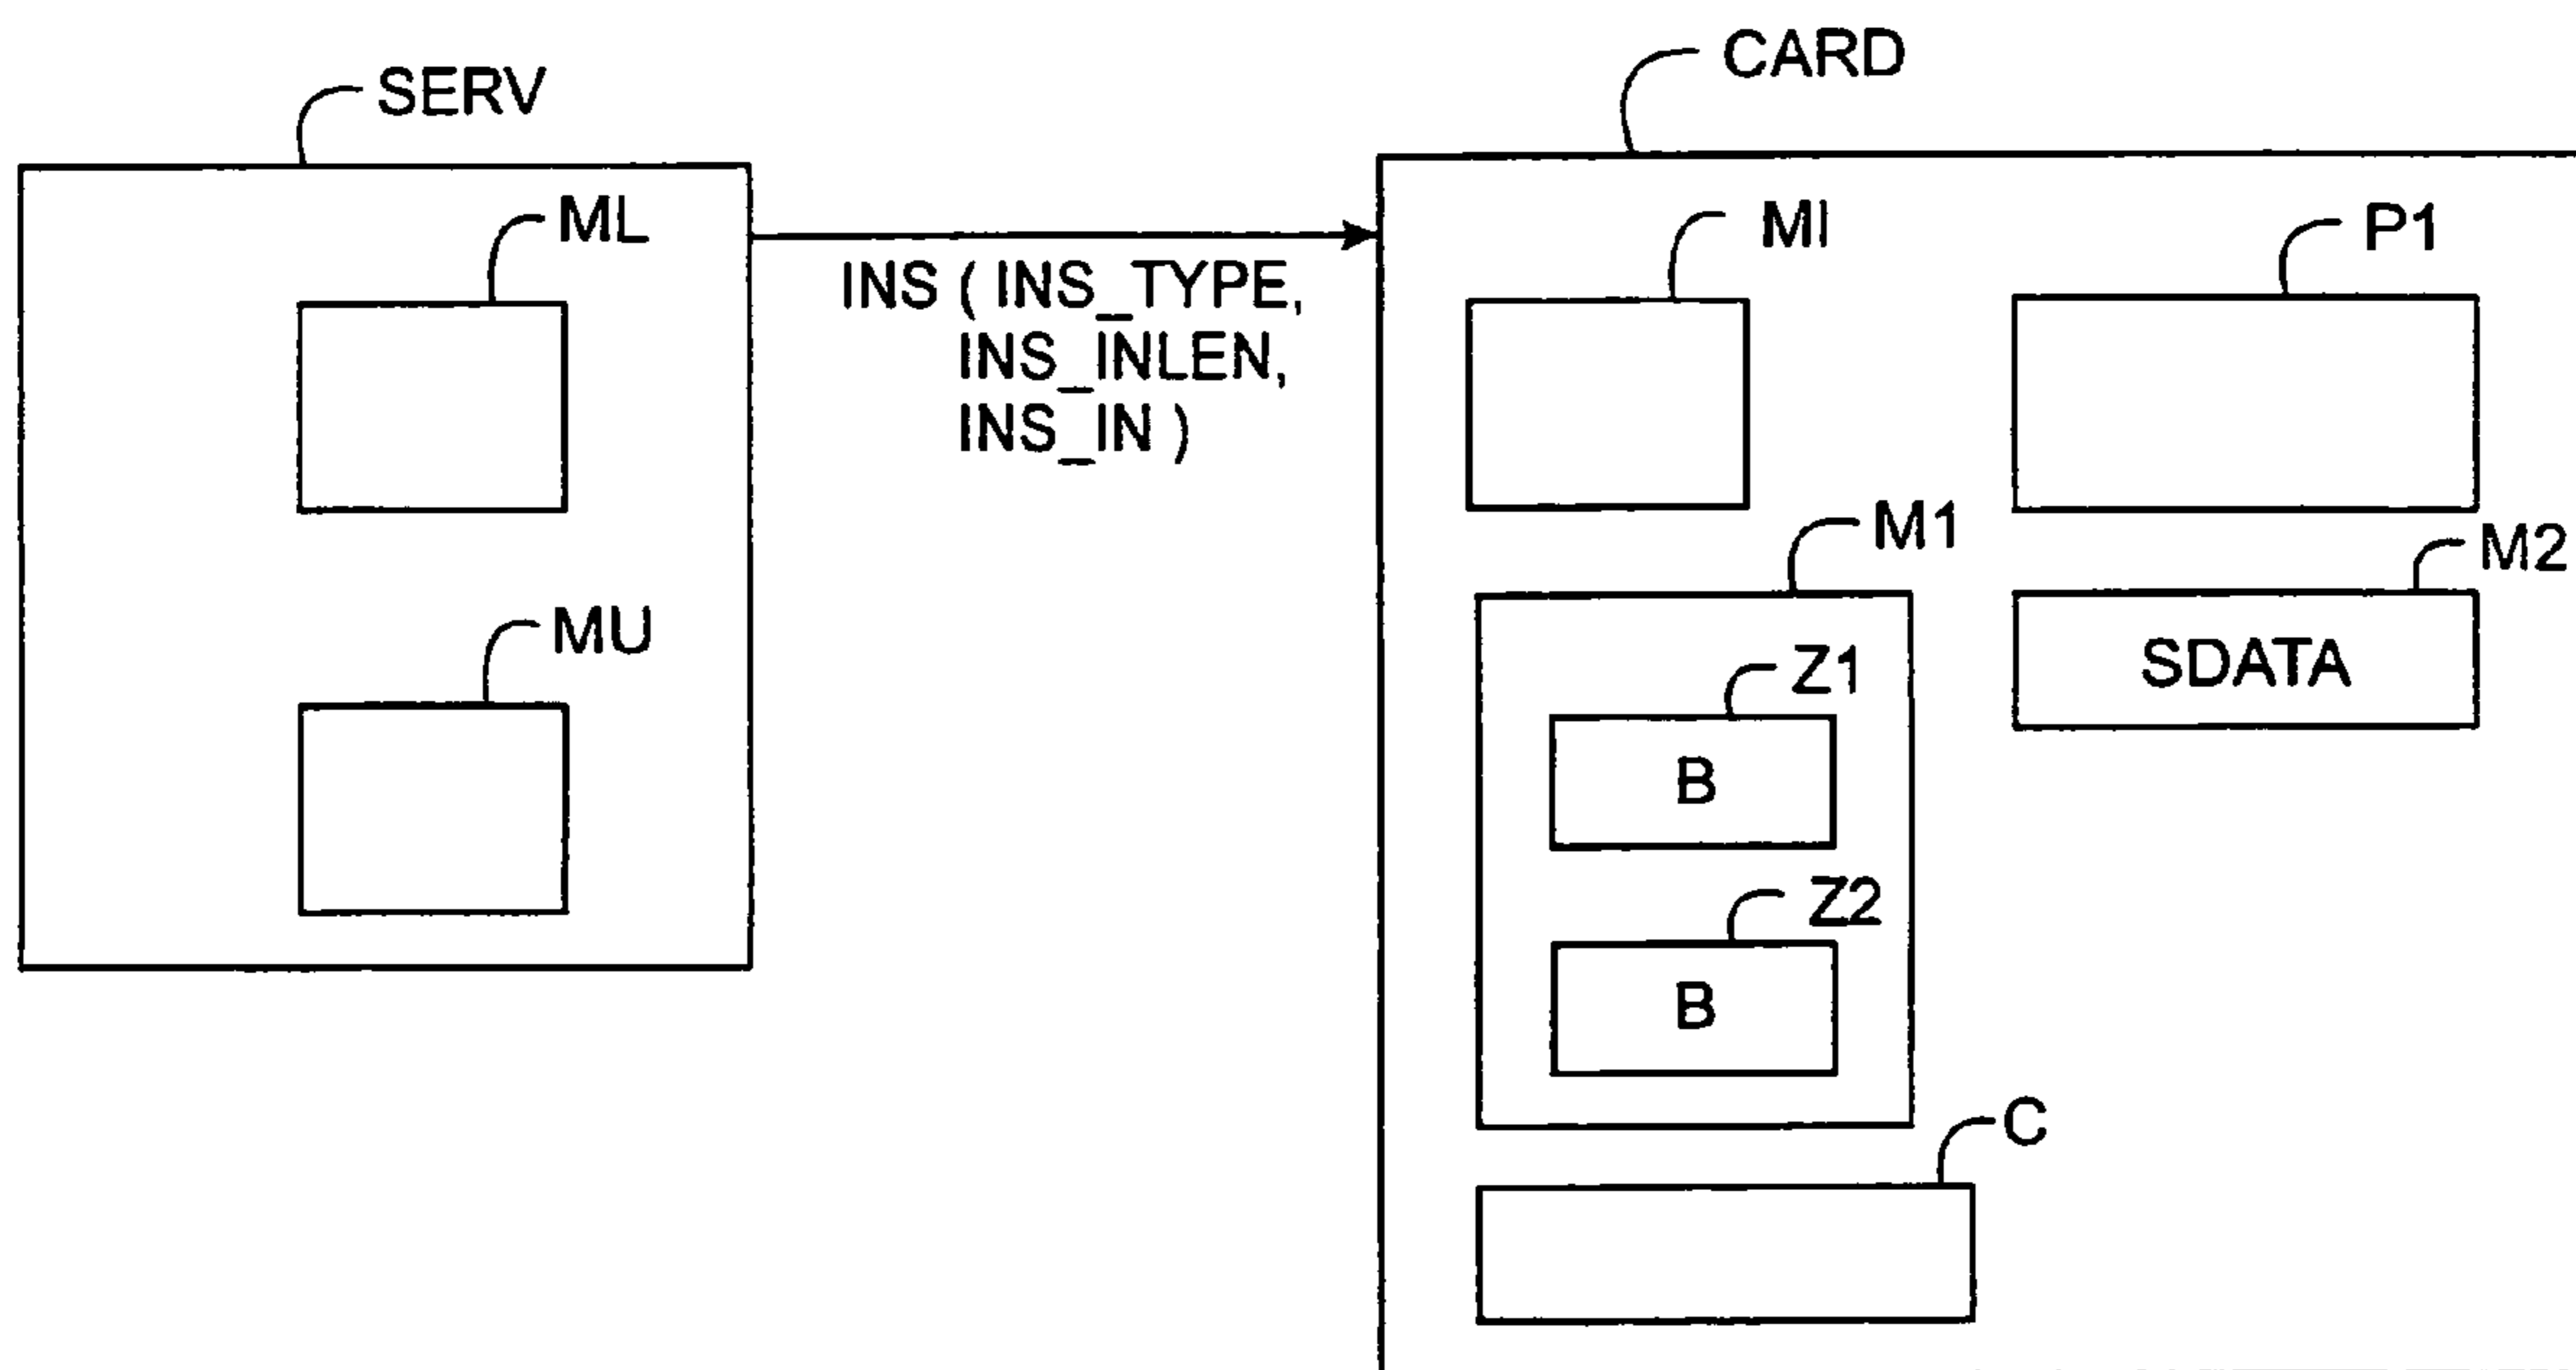 SERV
CARD
ML
MI
P1
INS ( INS_TYPE,
INS_INLEN,
INS_IN )
M1
M2
MU
Z1
SDATA
B
Z2
B
C